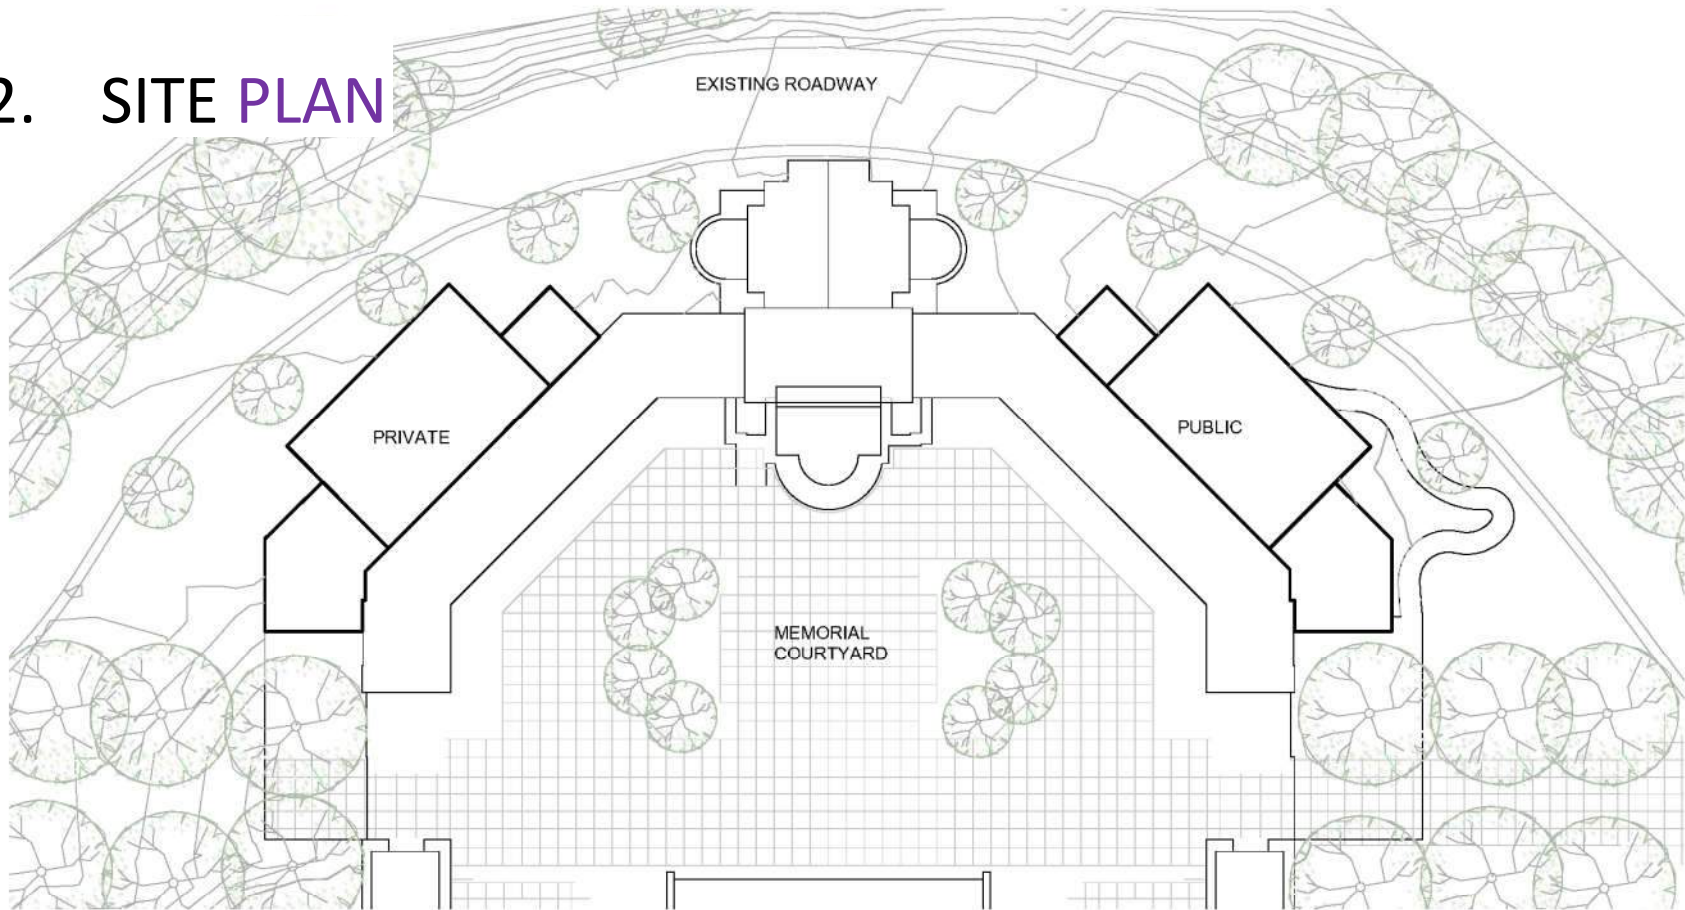 2. SITE PLAN
EXISTING ROADWAY
PRIVATE
PUBLIC
MEMORIAL
COURTYARD